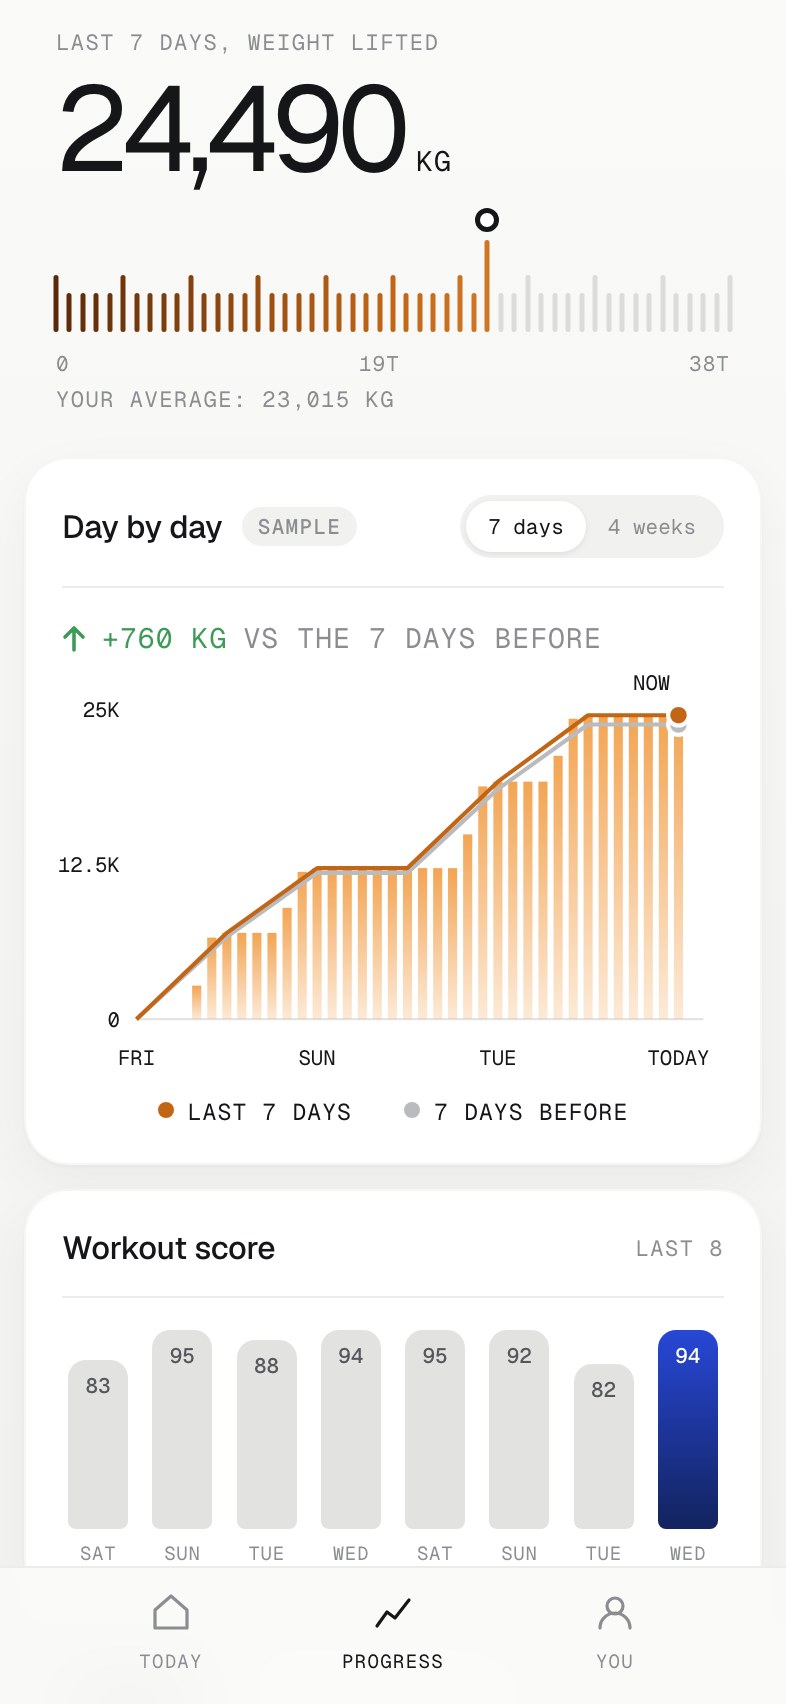 LAST 7 DAYS, WEIGHT LIFTED
24,490 KG
0 19T 38T
YOUR AVERAGE: 23,015 KG
Day by day SAMPLE 7 days 4 weeks
+760 KG VS THE 7 DAYS BEFORE
NOW
25K
12.5K
0
FRI SUN TUE TODAY
LAST 7 DAYS 7 DAYS BEFORE
Workout score LAST 8
83 95 88 94 95 92 82 94
SAT SUN TUE WED SAT SUN TUE WED
TODAY PROGRESS YOU